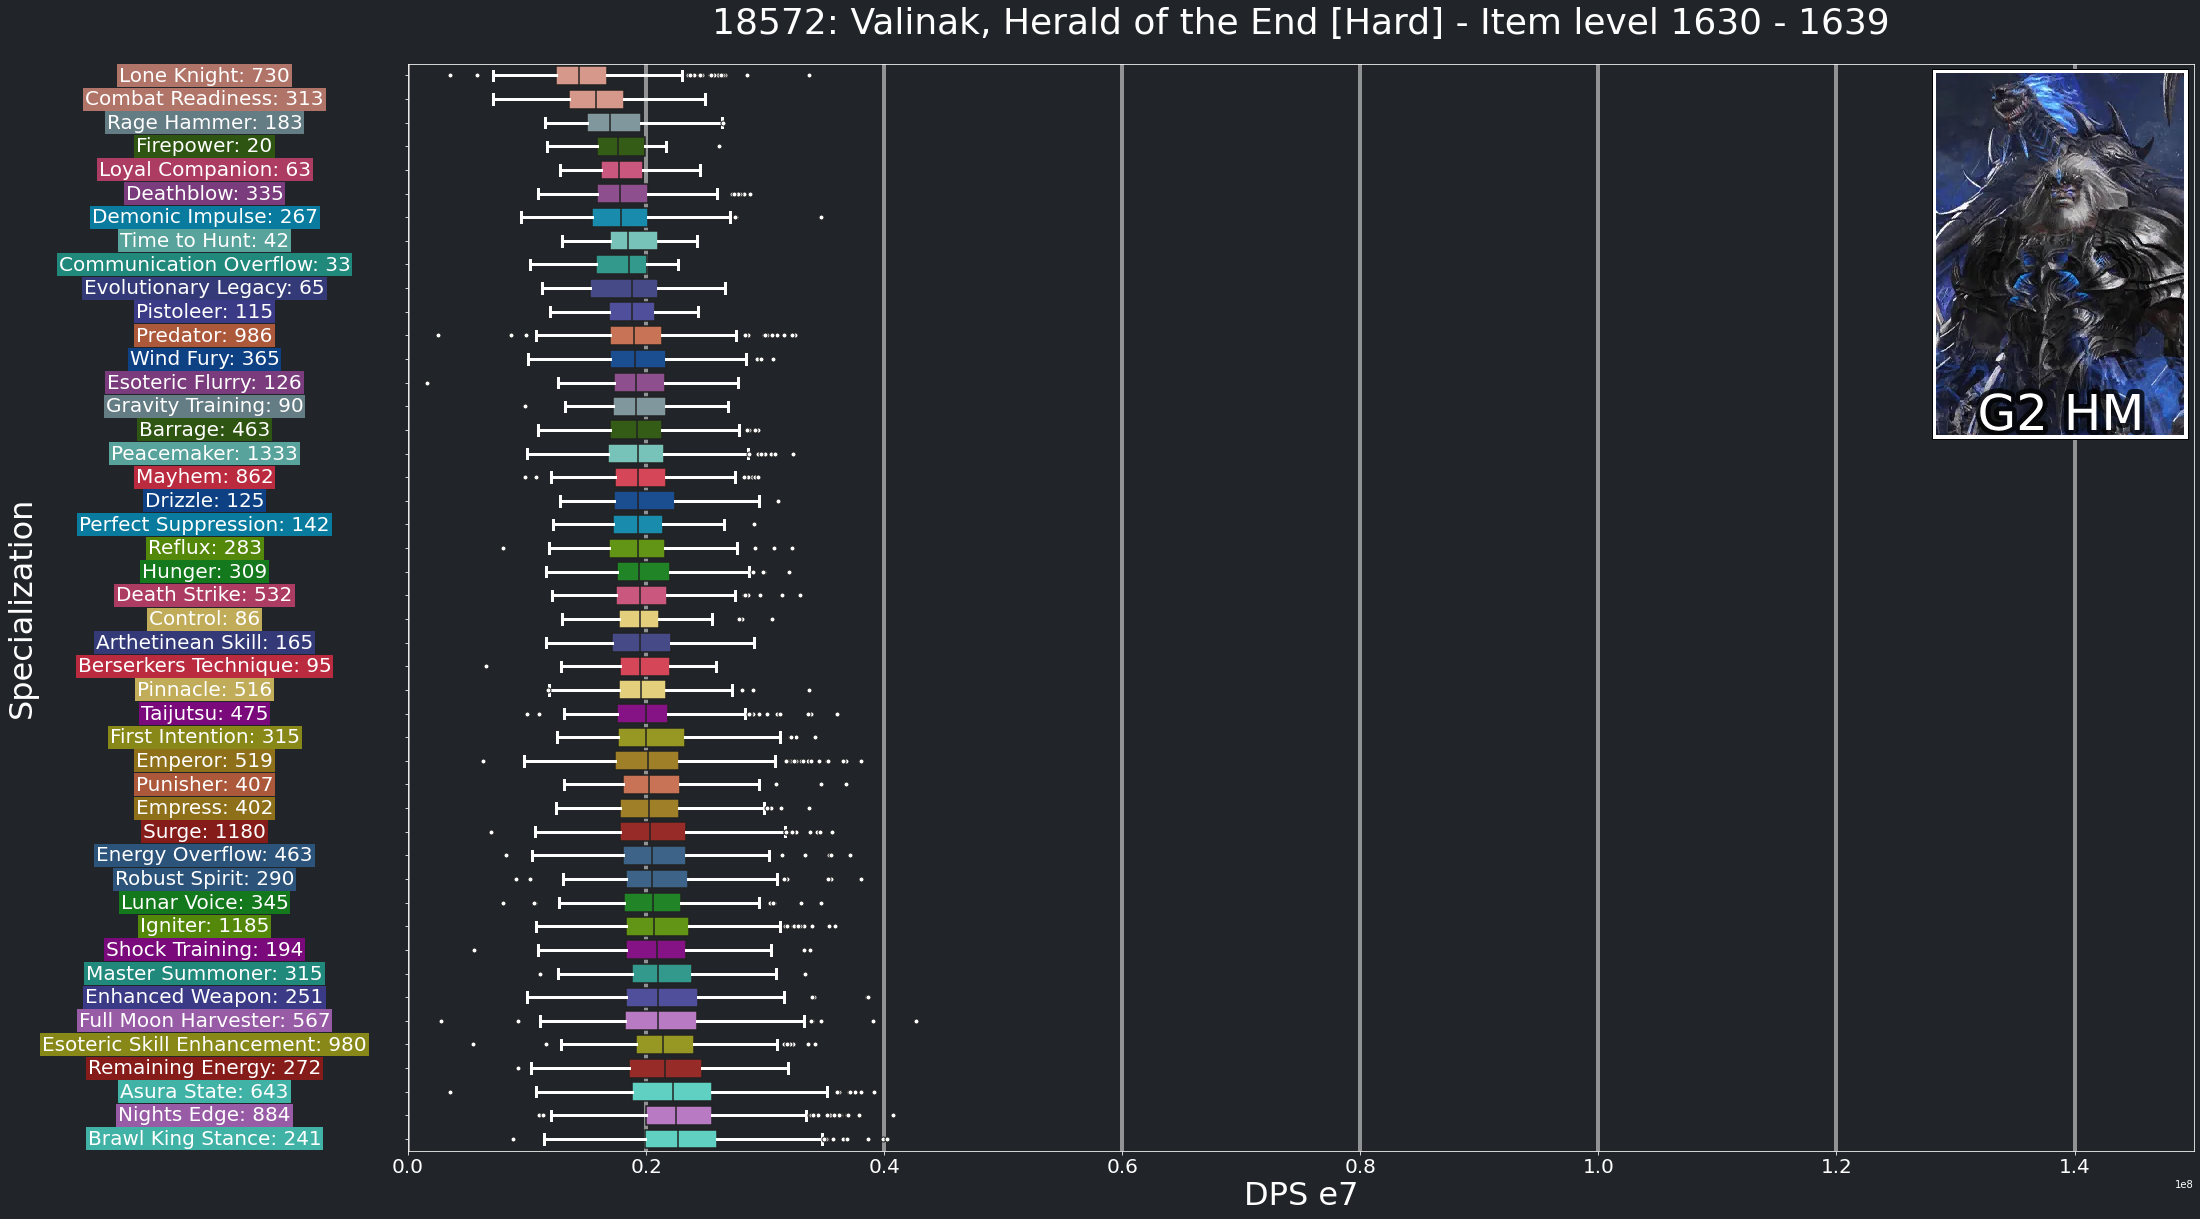 18572: Valinak, Herald of the End [Hard] - Item level 1630 - 1639
Lone Knight: 730
Combat Readiness: 313
Rage Hammer: 183
Firepower: 20
Loyal Companion: 63
Deathblow: 335
Demonic Impulse: 267
Time to Hunt: 42
Communication Overflow: 33
Evolutionary Legacy: 65
Pistoleer: 115
Predator: 986
Wind Fury: 365
Esoteric Flurry: 126
Gravity Training: 90
Barrage: 463
Peacemaker: 1333
Mayhem: 862
Drizzle: 125
Perfect Suppression: 142
Reflux: 283
Hunger: 309
Death Strike: 532
Control: 86
Arthetinean Skill: 165
Berserkers Technique: 95
Pinnacle: 516
Taijutsu: 475
First Intention: 315
Emperor: 519
Punisher: 407
Empress: 402
Surge: 1180
Energy Overflow: 463
Robust Spirit: 290
Lunar Voice: 345
Igniter: 1185
Shock Training: 194
Master Summoner: 315
Enhanced Weapon: 251
Full Moon Harvester: 567
Esoteric Skill Enhancement: 980
Remaining Energy: 272
Asura State: 643
Nights Edge: 884
Brawl King Stance: 241
Specialization
G2 HM
0.0 0.2 0.4 0.6 0.8 1.0 1.2 1.4
DPS e7
1e8